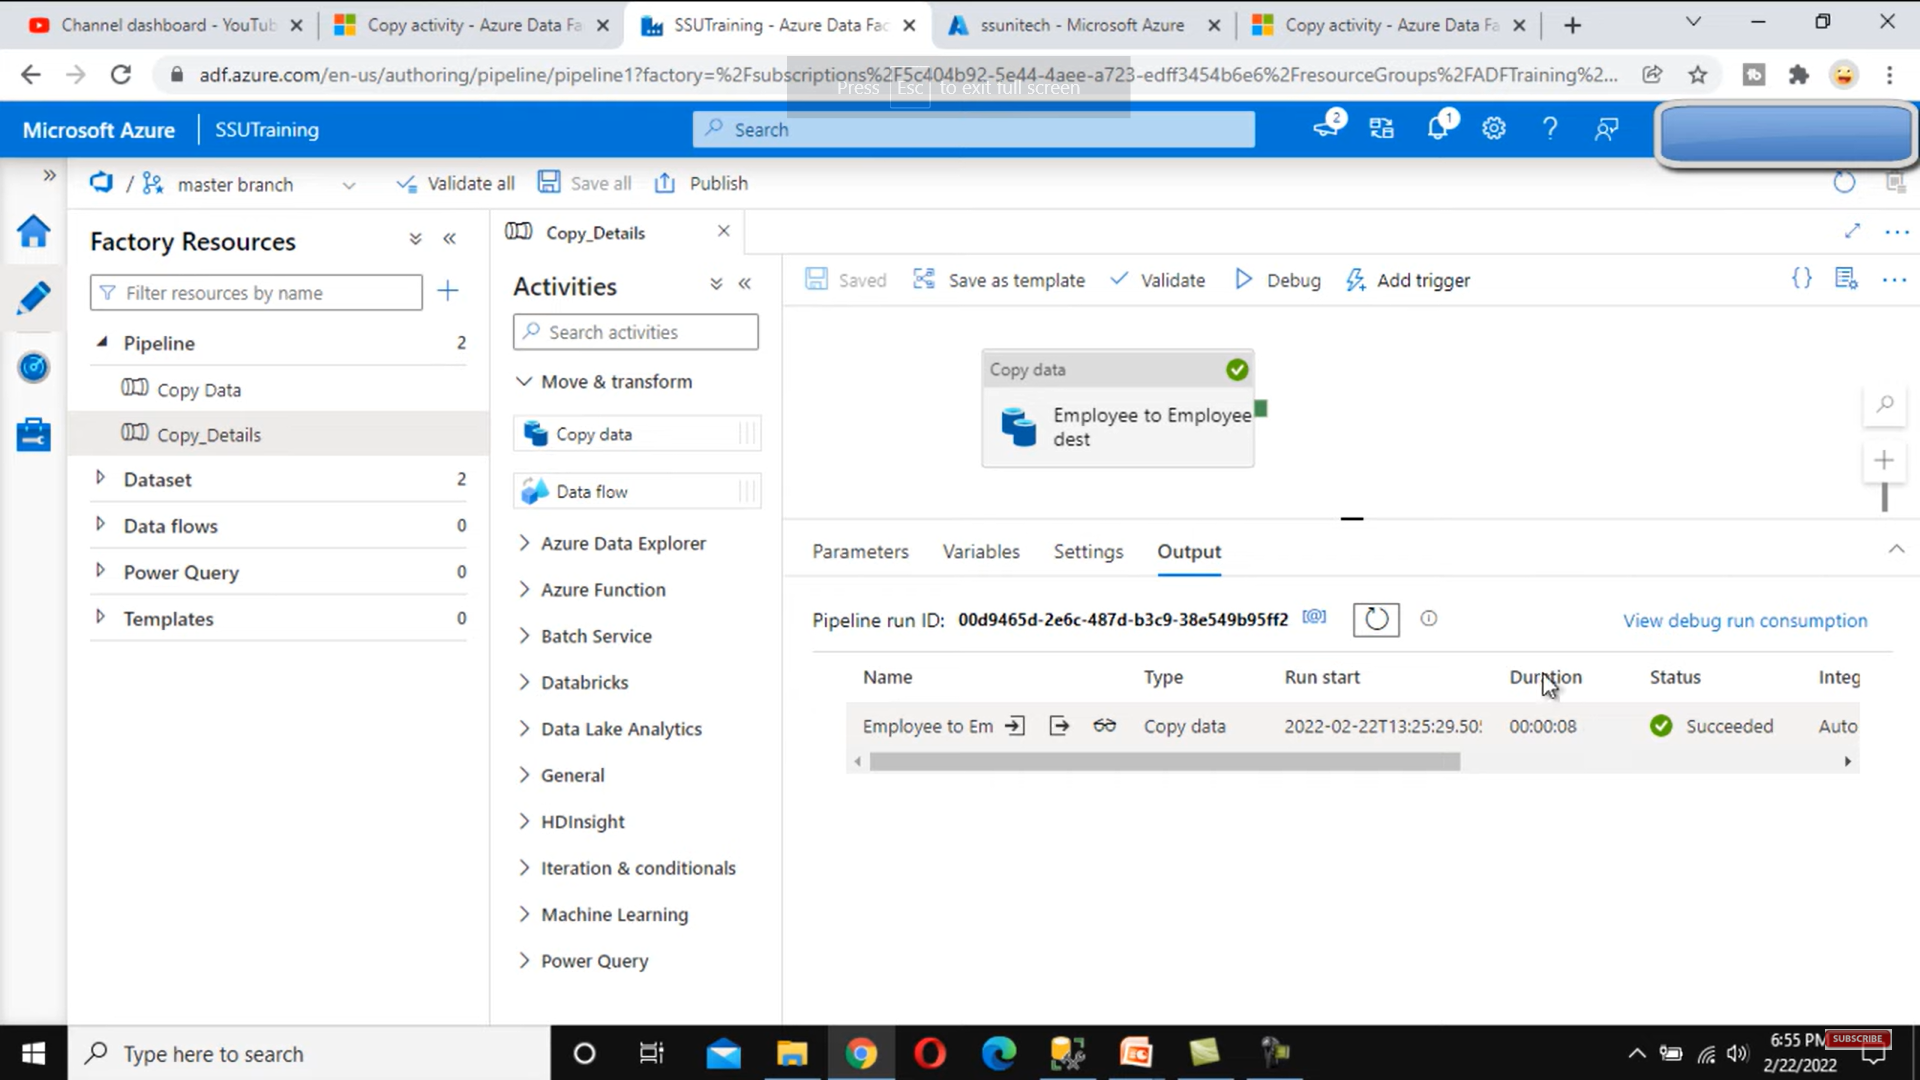 Channel dashboard - YouTub
Copy activity - Azure Data Fa
SSUTraining - Azure Data Fac
ssunitech - Microsoft Azure
Copy activity - Azure Data Fa
adf.azure.com/en-us/authoring/pipeline/pipeline1?factory=%2Fsubscriptions%2F5c404b92-5e44-4aee-a723-edff3454b6e6%2FresourceGroups%2FADFTraining%2...
Press Esc to exit full screen
Microsoft Azure
SSUTraining
Search
2
1
/ master branch
Validate all
Save all
Publish
Factory Resources
Filter resources by name
Pipeline 2
Copy Data
Copy_Details
Dataset 2
Data flows 0
Power Query 0
Templates 0
Copy_Details
Activities
Search activities
Move & transform
Copy data
Data flow
Azure Data Explorer
Azure Function
Batch Service
Databricks
Data Lake Analytics
General
HDInsight
Iteration & conditionals
Machine Learning
Power Query
Saved
Save as template
Validate
Debug
Add trigger
Copy data
Employee to Employee
dest
Parameters
Variables
Settings
Output
Pipeline run ID: 00d9465d-2e6c-487d-b3c9-38e549b95ff2
View debug run consumption
Name Type Run start Duration Status Integ
Employee to Em Copy data 2022-02-22T13:25:29.505 00:00:08 Succeeded Auto
Type here to search
6:55 PM
SUBSCRIBE
2/22/2022